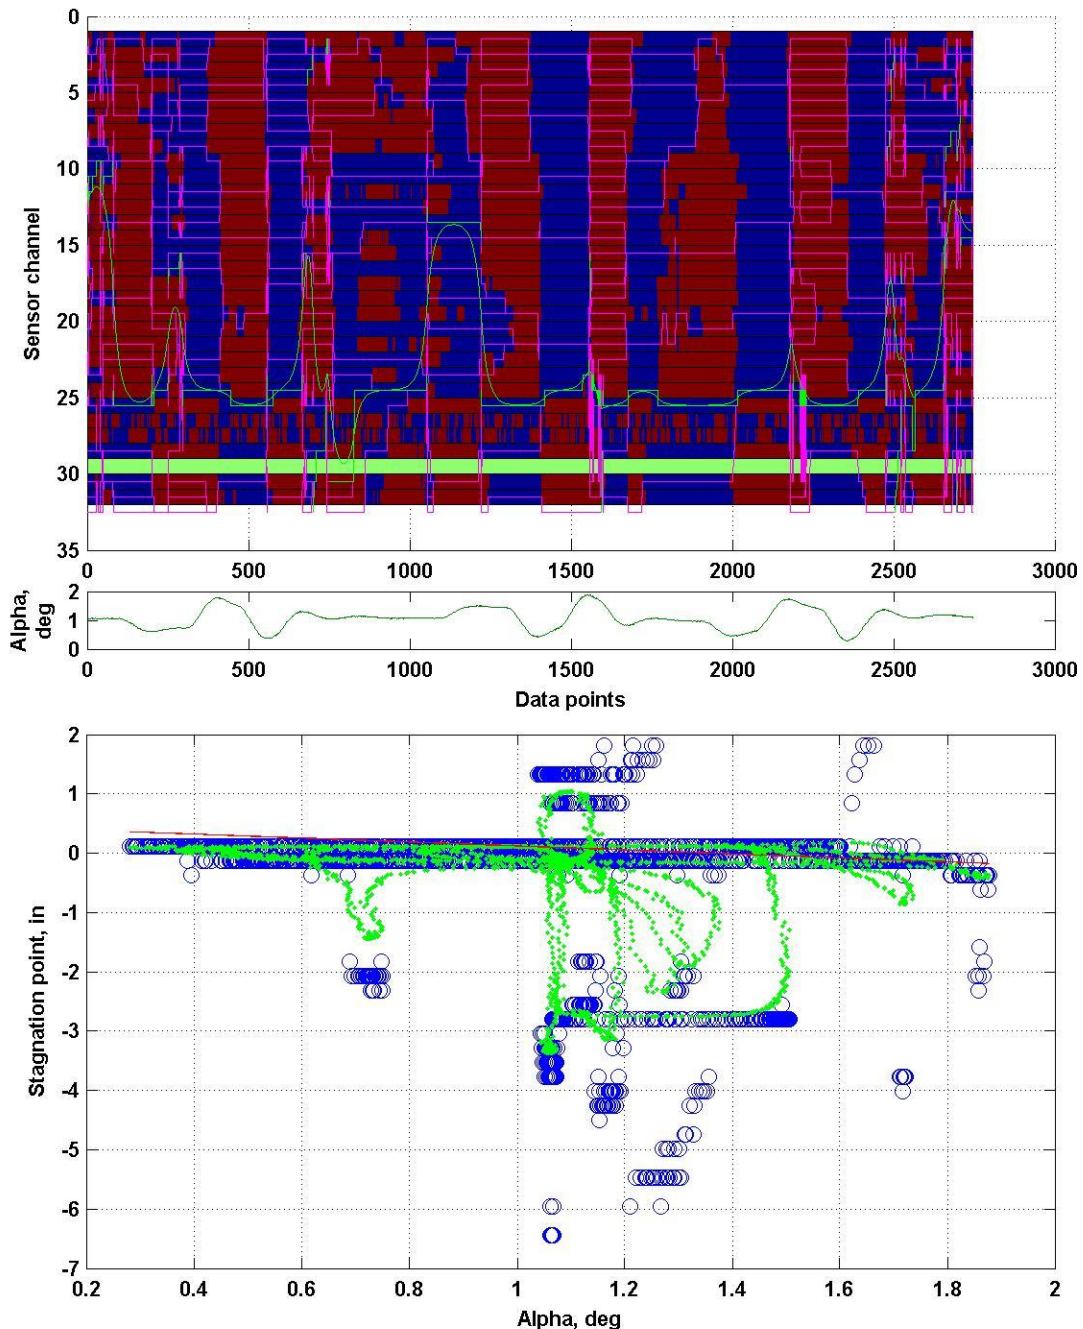 0
5
10
15
20
25
30
35
Sensor channel
0 500 1000 1500 2000 2500 3000
2
1
0
Alpha,
deg
0 500 1000 1500 2000 2500 3000
Data points
2
1
0
-1
-2
-3
-4
-5
-6
-7
Stagnation point, in
0.2 0.4 0.6 0.8 1 1.2 1.4 1.6 1.8 2
Alpha, deg